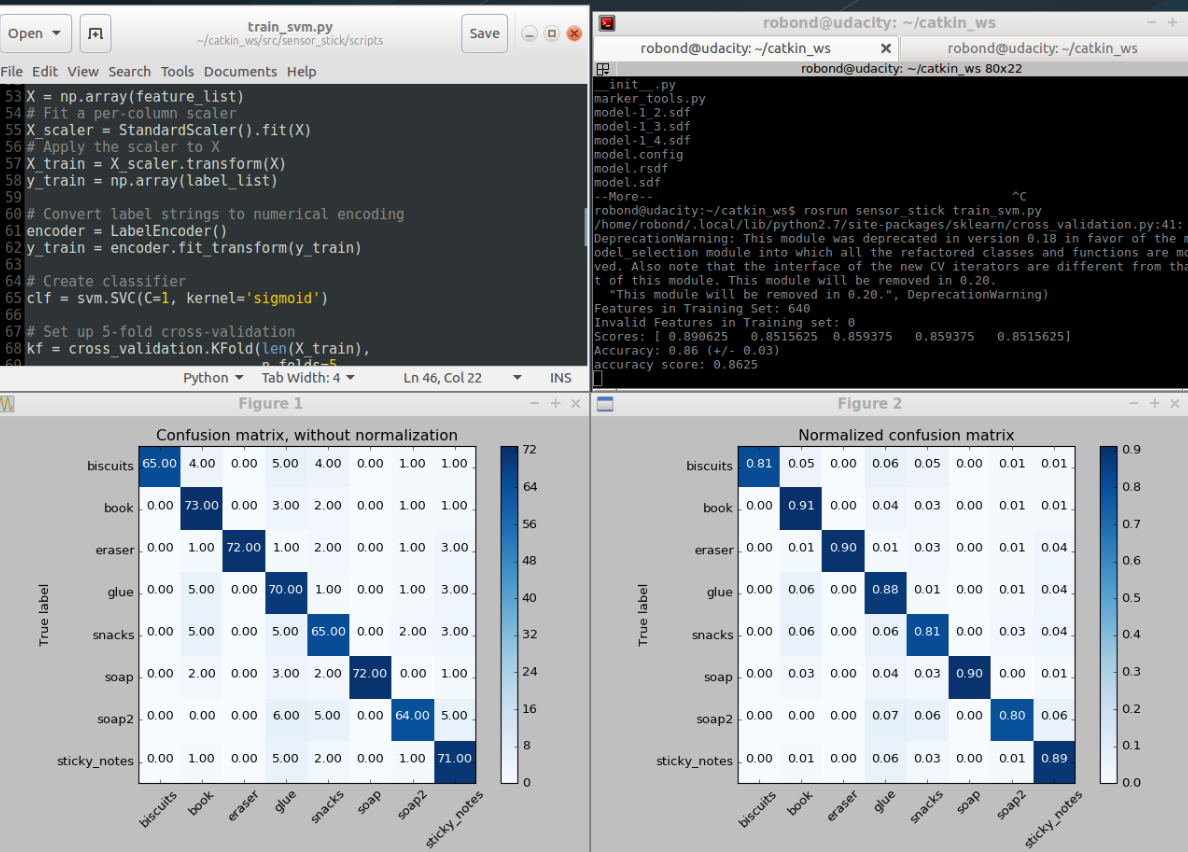 Open
train_svm.py
~/catkin_ws/src/sensor_stick/scripts
Save
File Edit View Search Tools Documents Help
53 X = np.array(feature_list)
54 # Fit a per-column scaler
55 X_scaler = StandardScaler().fit(X)
56 # Apply the scaler to X
57 X_train = X_scaler.transform(X)
58 y_train = np.array(label_list)
59
60 # Convert label strings to numerical encoding
61 encoder = LabelEncoder()
62 y_train = encoder.fit_transform(y_train)
63
64 # Create classifier
65 clf = svm.SVC(C=1, kernel='sigmoid')
66
67 # Set up 5-fold cross-validation
68 kf = cross_validation.KFold(len(X_train),
69 n_folds=5
Python Tab Width: 4 Ln 46, Col 22 INS
robond@udacity: ~/catkin_ws
robond@udacity: ~/catkin_ws robond@udacity: ~/catkin_ws
robond@udacity: ~/catkin_ws 80x22
__init__.py
marker_tools.py
model-1_2.sdf
model-1_3.sdf
model-1_4.sdf
model.config
model.rsdf
model.sdf
--More-- ^C
robond@udacity:~/catkin_ws$ rosrun sensor_stick train_svm.py
/home/robond/.local/lib/python2.7/site-packages/sklearn/cross_validation.py:41:
DeprecationWarning: This module was deprecated in version 0.18 in favor of the m
odel_selection module into which all the refactored classes and functions are mo
ved. Also note that the interface of the new CV iterators are different from tha
t of this module. This module will be removed in 0.20.
"This module will be removed in 0.20.", DeprecationWarning)
Features in Training Set: 640
Invalid Features in Training set: 0
Scores: [ 0.890625 0.8515625 0.859375 0.859375 0.8515625]
Accuracy: 0.86 (+/- 0.03)
accuracy score: 0.8625
Figure 1
Confusion matrix, without normalization
biscuits 65.00 4.00 0.00 5.00 4.00 0.00 1.00 1.00
book 0.00 73.00 0.00 3.00 2.00 0.00 1.00 1.00
eraser 0.00 1.00 72.00 1.00 2.00 0.00 1.00 3.00
glue 0.00 5.00 0.00 70.00 1.00 0.00 1.00 3.00
snacks 0.00 5.00 0.00 5.00 65.00 0.00 2.00 3.00
soap 0.00 2.00 0.00 3.00 2.00 72.00 0.00 1.00
soap2 0.00 0.00 0.00 6.00 5.00 0.00 64.00 5.00
sticky_notes 0.00 1.00 0.00 5.00 2.00 0.00 1.00 71.00
True label
biscuits book eraser glue snacks soap soap2 sticky_notes
72
64
56
48
40
32
24
16
8
0
Figure 2
Normalized confusion matrix
biscuits 0.81 0.05 0.00 0.06 0.05 0.00 0.01 0.01
book 0.00 0.91 0.00 0.04 0.03 0.00 0.01 0.01
eraser 0.00 0.01 0.90 0.01 0.03 0.00 0.01 0.04
glue 0.00 0.06 0.00 0.88 0.01 0.00 0.01 0.04
snacks 0.00 0.06 0.00 0.06 0.81 0.00 0.03 0.04
soap 0.00 0.03 0.00 0.04 0.03 0.90 0.00 0.01
soap2 0.00 0.00 0.00 0.07 0.06 0.00 0.80 0.06
sticky_notes 0.00 0.01 0.00 0.06 0.03 0.00 0.01 0.89
True label
biscuits book eraser glue snacks soap soap2 sticky_notes
0.9
0.8
0.7
0.6
0.5
0.4
0.3
0.2
0.1
0.0